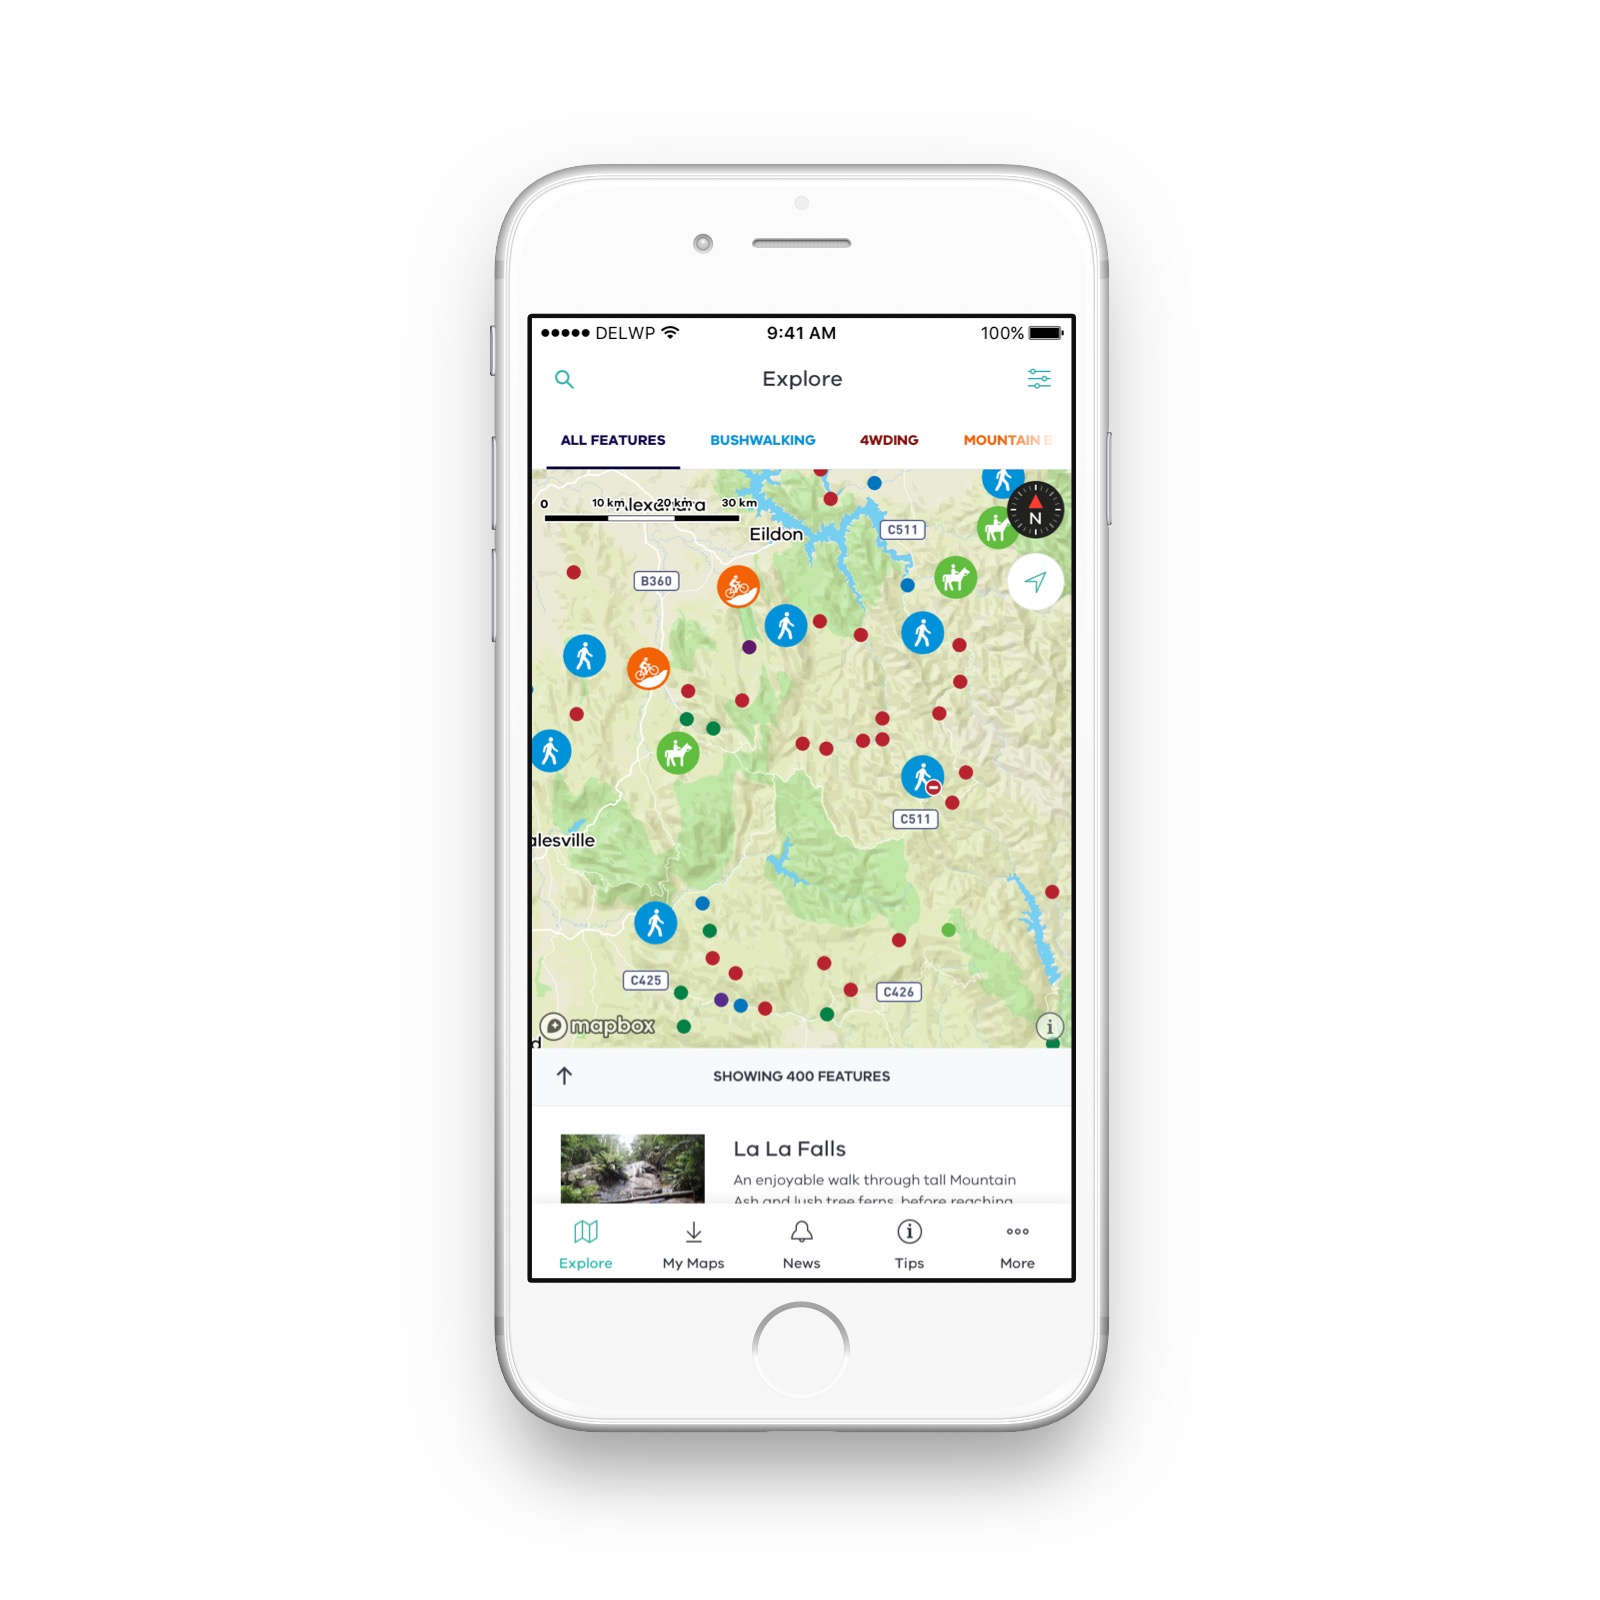 DELWP 9:41 AM 100%
Explore
ALL FEATURES BUSHWALKING 4WDING MOUNTAIN B
0 10 km 20 km 30 km
Alexandra
N
Eildon
C511
B360
C511
alesville
C425
C426
mapbox
i
d
SHOWING 400 FEATURES
La La Falls
An enjoyable walk through tall Mountain
Ash and lush tree ferns, before reaching
Explore My Maps News Tips More